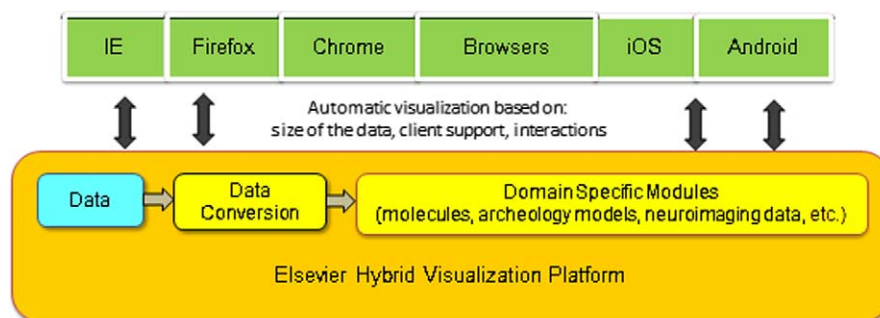 IE Firefox Chrome Browsers iOS Android
Automatic visualization based on:
size of the data, client support, interactions
Data
Data
Conversion
Domain Specific Modules
(molecules, archeology models, neuroimaging data, etc.)
Elsevier Hybrid Visualization Platform